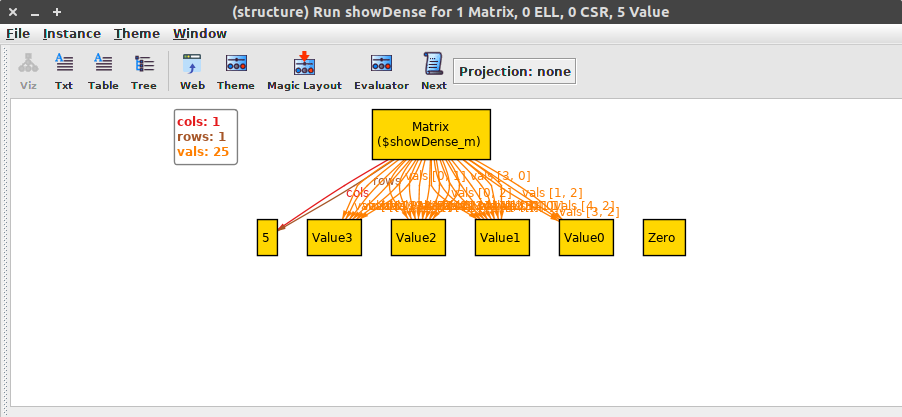 (structure) Run showDense for 1 Matrix, 0 ELL, 0 CSR, 5 Value
File Instance Theme Window
Viz Txt Table Tree Web Theme Magic Layout Evaluator Next Projection: none
cols: 1
rows: 1
vals: 25
Matrix
($showDense_m)
vals [0, 1] vals [3, 0]
rows
cols vals [0, 2] vals [1, 2]
vals [4, 2]
vals [3, 2]
5 Value3 Value2 Value1 Value0 Zero